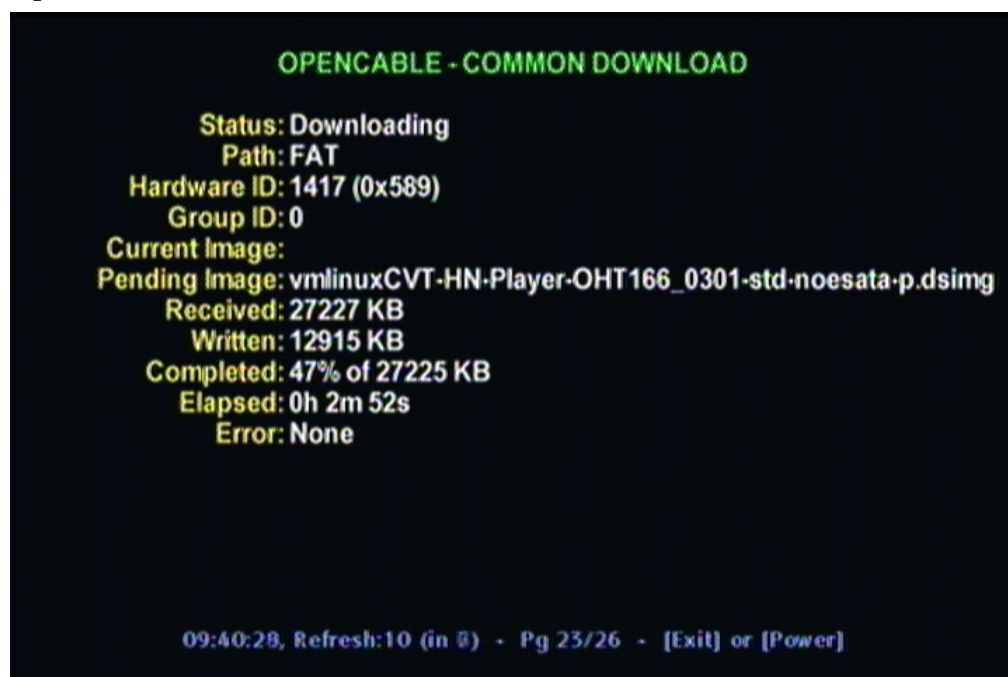 OPENCABLE - COMMON DOWNLOAD
Status: Downloading
Path: FAT
Hardware ID: 1417 (0x589)
Group ID: 0
Current Image:
Pending Image: vmlinuxCVT-HN-Player-OHT166_0301-std-noesata-p.dsimg
Received: 27227 KB
Written: 12915 KB
Completed: 47% of 27225 KB
Elapsed: 0h 2m 52s
Error: None
09:40:28, Refresh:10 (in ) - Pg 23/26 - [Exit] or [Power]